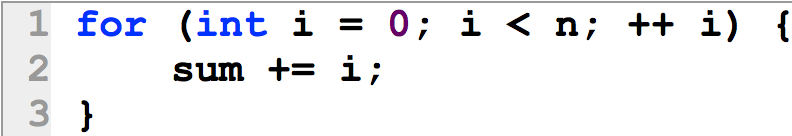 1 for (int i = 0; i < n; ++ i) {
2     sum += i;
3 }